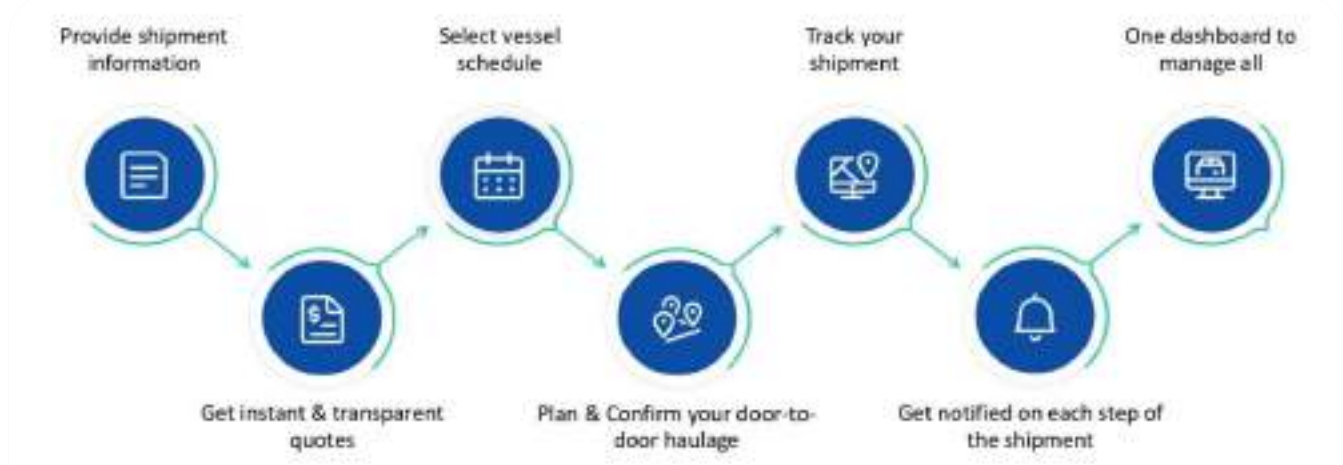 Provide shipment
information
Select vessel
schedule
Track your
shipment
One dashboard to
manage all
$
Get instant & transparent
quotes
Plan & Confirm your door-to-
door haulage
Get notified on each step of
the shipment